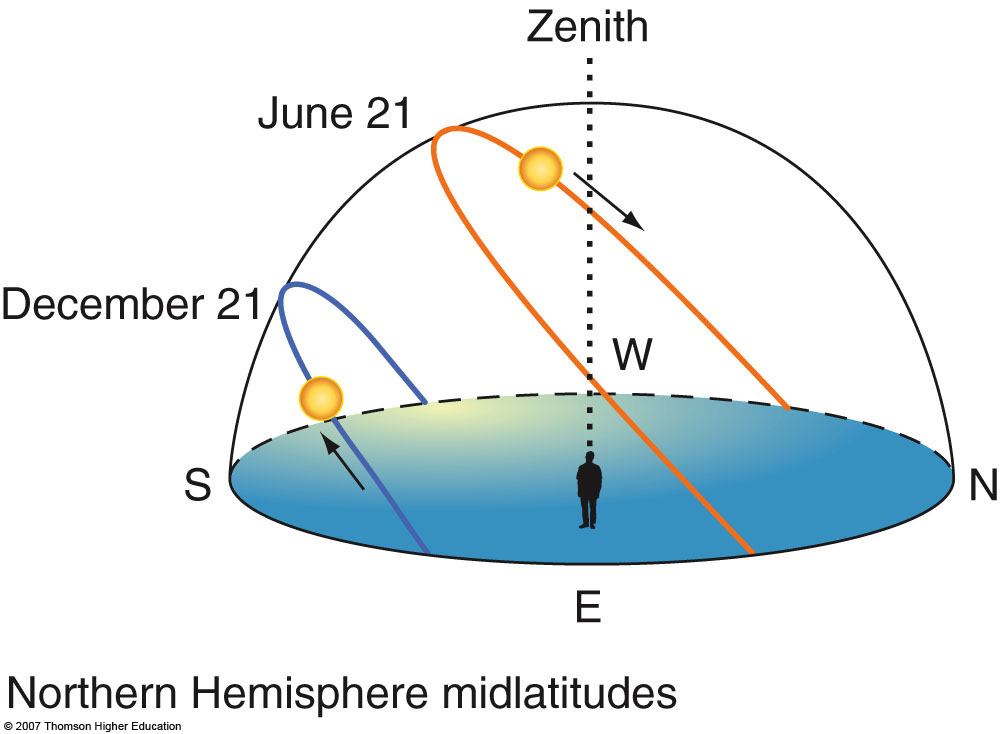 Zenith
June 21
December 21
W
S
N
E
Northern Hemisphere midlatitudes
© 2007 Thomson Higher Education